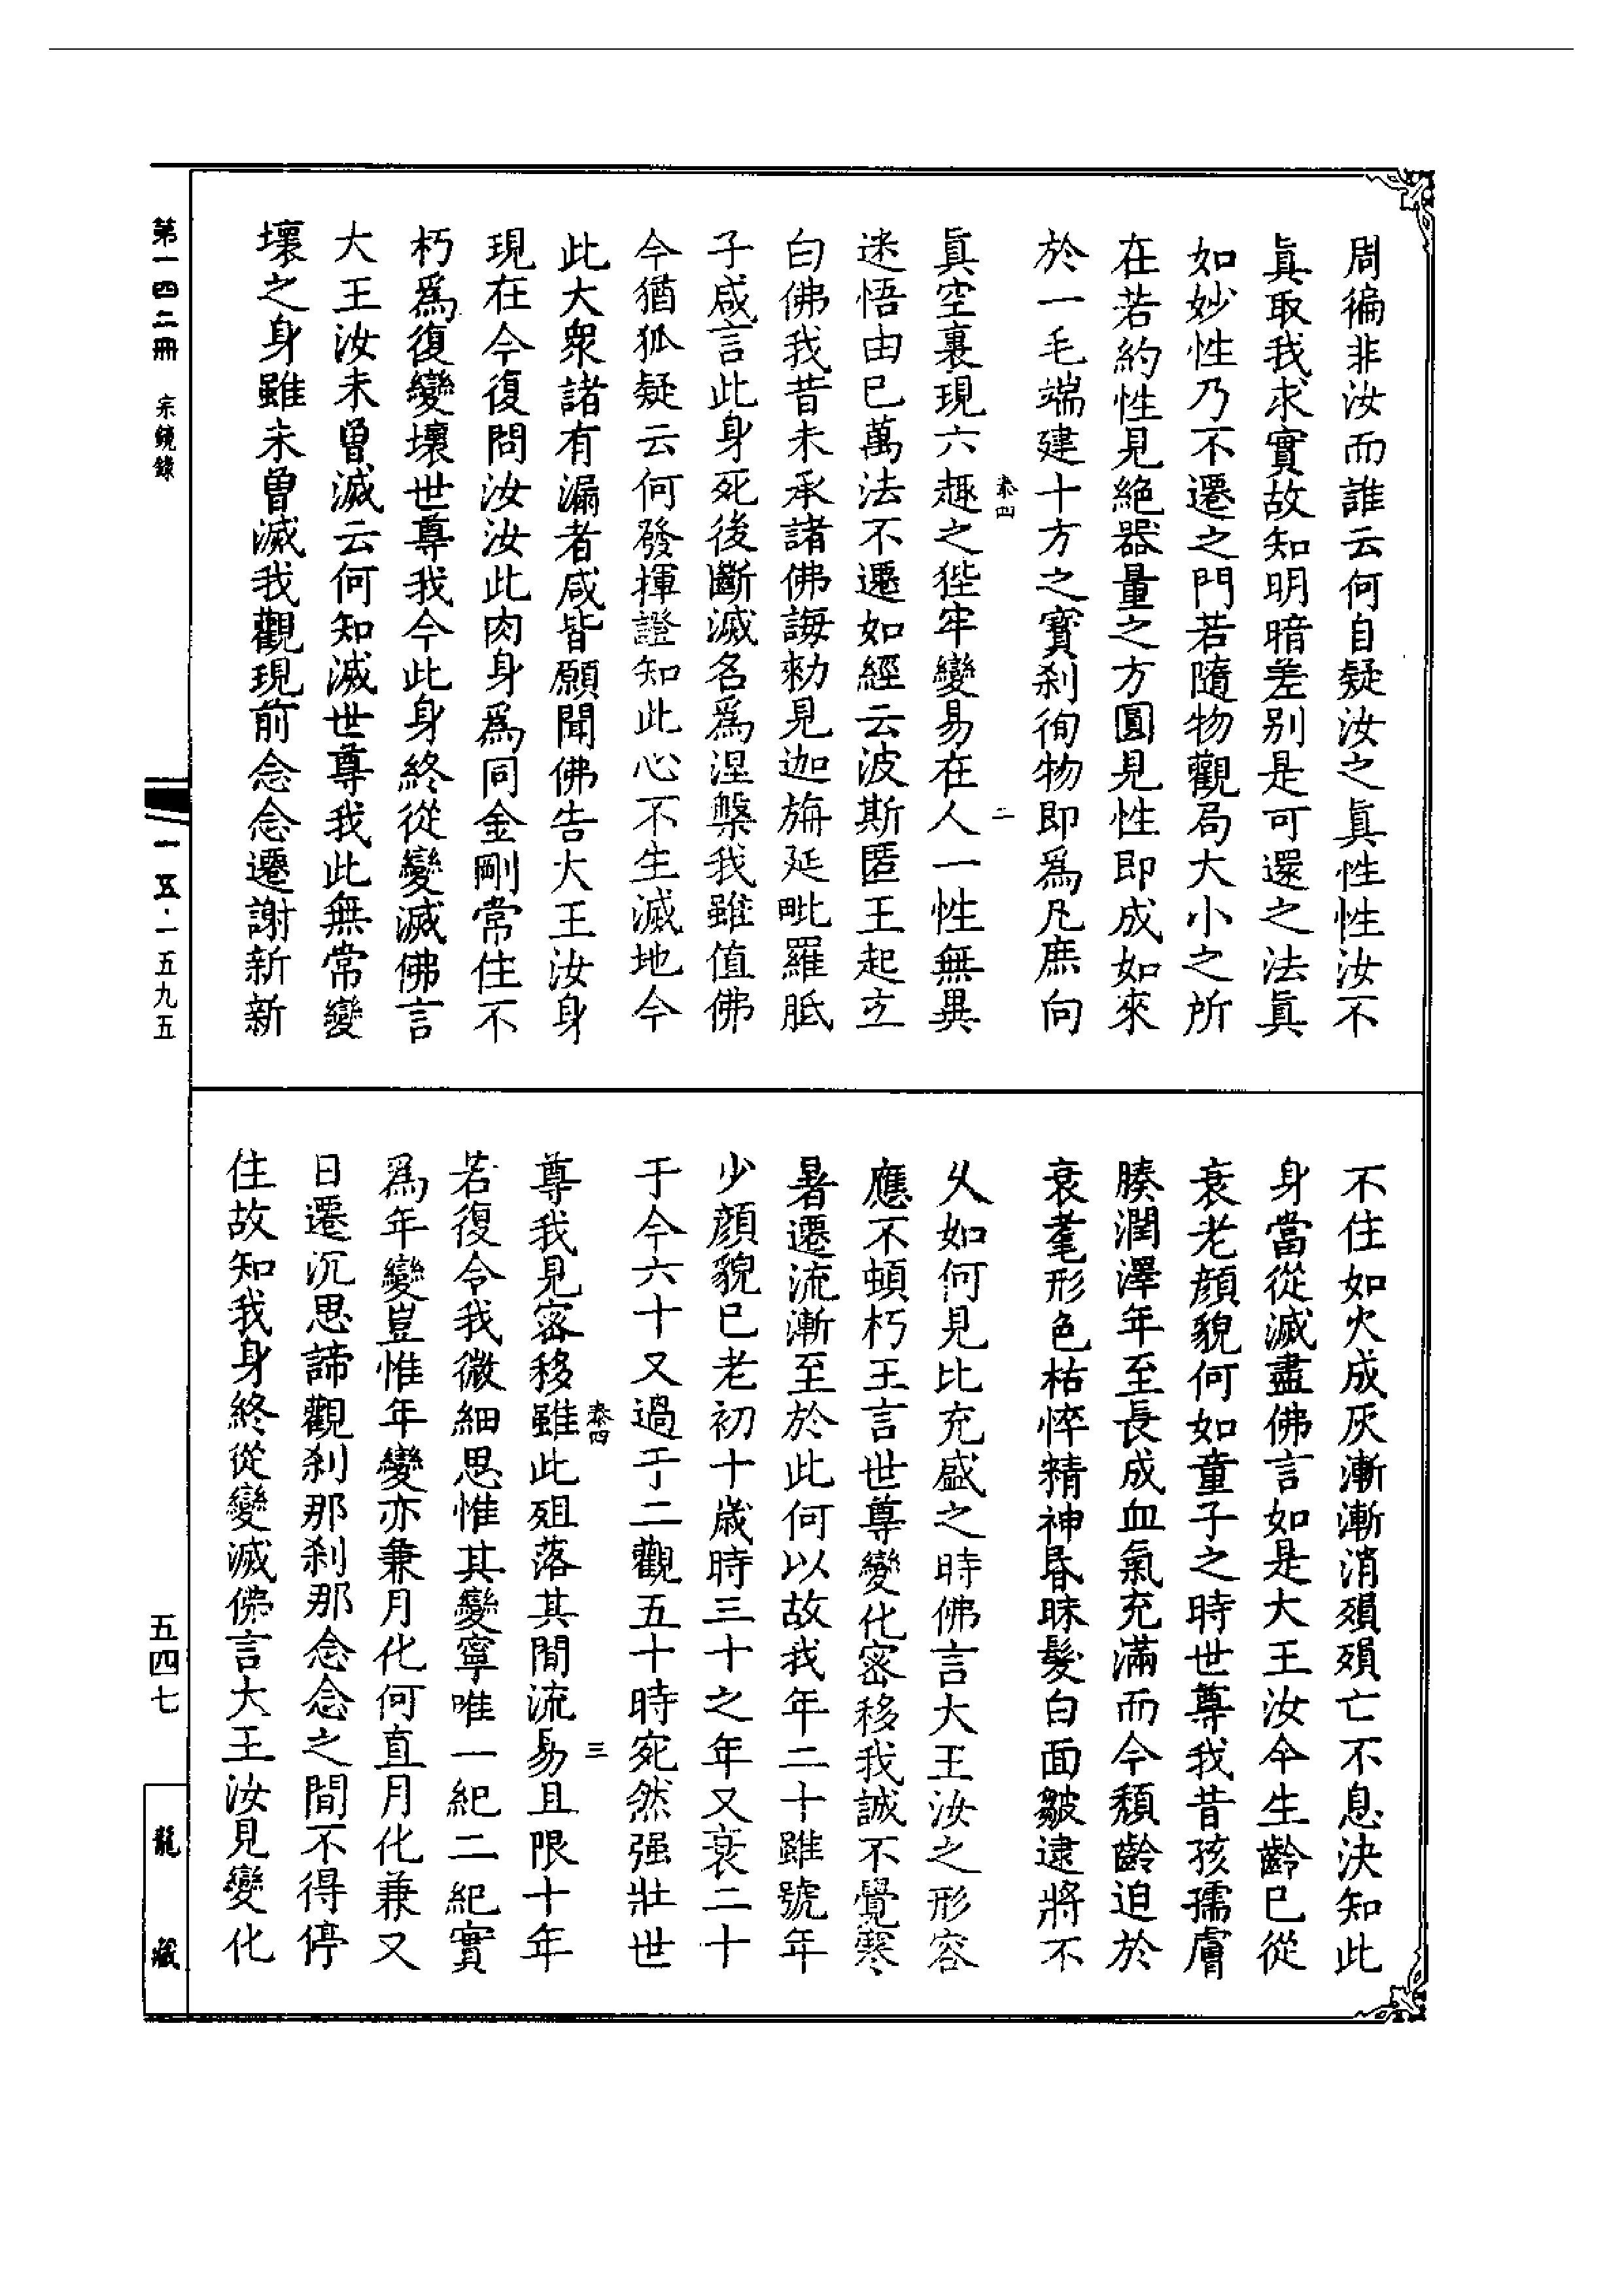 周徧非汝而誰云何自疑汝之眞性性汝不
眞取我求實故知明暗差别是可還之法眞
如妙性乃不遷之門若隨物觀局大小之所
在若約性見絶器量之方圓見性即成如來
於一毛端建十方之寳刹徇物即爲凡庶向
泰四 二
眞空裏現六趣之狴牢變易在人一性無異
迷悟由巳萬法不遷如經云波斯匿王起立
白佛我昔未承諸佛誨勑見迦旃延毗羅胝
子咸言此身死後斷滅名爲涅槃我雖值佛
今猶狐疑云何發揮證知此心不生滅地今
此大衆諸有漏者咸皆願聞佛告大王汝身
現在今復問汝汝此肉身爲同金剛常住不
朽爲復變壞世尊我今此身終從變滅佛言
大王汝未曾滅云何知滅世尊我此無常變
壞之身雖未曾滅我觀現前念念遷謝新新
不住如火成灰漸漸消殞殞亡不息決知此
身當從滅盡佛言如是大王汝今生齡巳從
衰老顔貌何如童子之時世尊我昔孩孺膚
腠潤澤年至長成血氣充滿而今頽齡迫於
衰耄形色枯悴精神昬昧髮白面皺逮將不
乆如何見比充盛之時佛言大王汝之形容
應不頓朽王言世尊變化密移我誠不覺寒
暑遷流漸至於此何以故我年二十雖號年
少顔貌巳老初十歲時三十之年又衰二十
于今六十又過于二觀五十時宛然强壯世
泰四 三
尊我見密移雖此殂落其間流易且限十年
若復令我微細思惟其變寧唯一紀二紀實
爲年變豈惟年變亦兼月化何直月化兼又
日遷沉思諦觀刹那刹那念念之間不得停
住故知我身終從變滅佛言大王汝見變化
第一四二冊 宗鏡錄
一一五·一五九五
五四七
龍藏